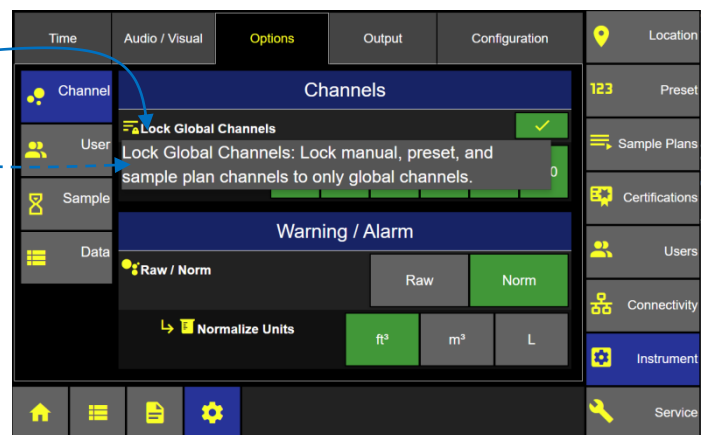 Time
Audio / Visual
Options
Output
Configuration
Location
Channel
Channels
123
Preset
Lock Global Channels
User
Lock Global Channels: Lock manual, preset, and
sample plan channels to only global channels.
0
Sample Plans
Sample
Certifications
Warning / Alarm
Data
Users
Raw / Norm
Raw
Norm
Connectivity
Normalize Units
ft³
m³
L
Instrument
Service